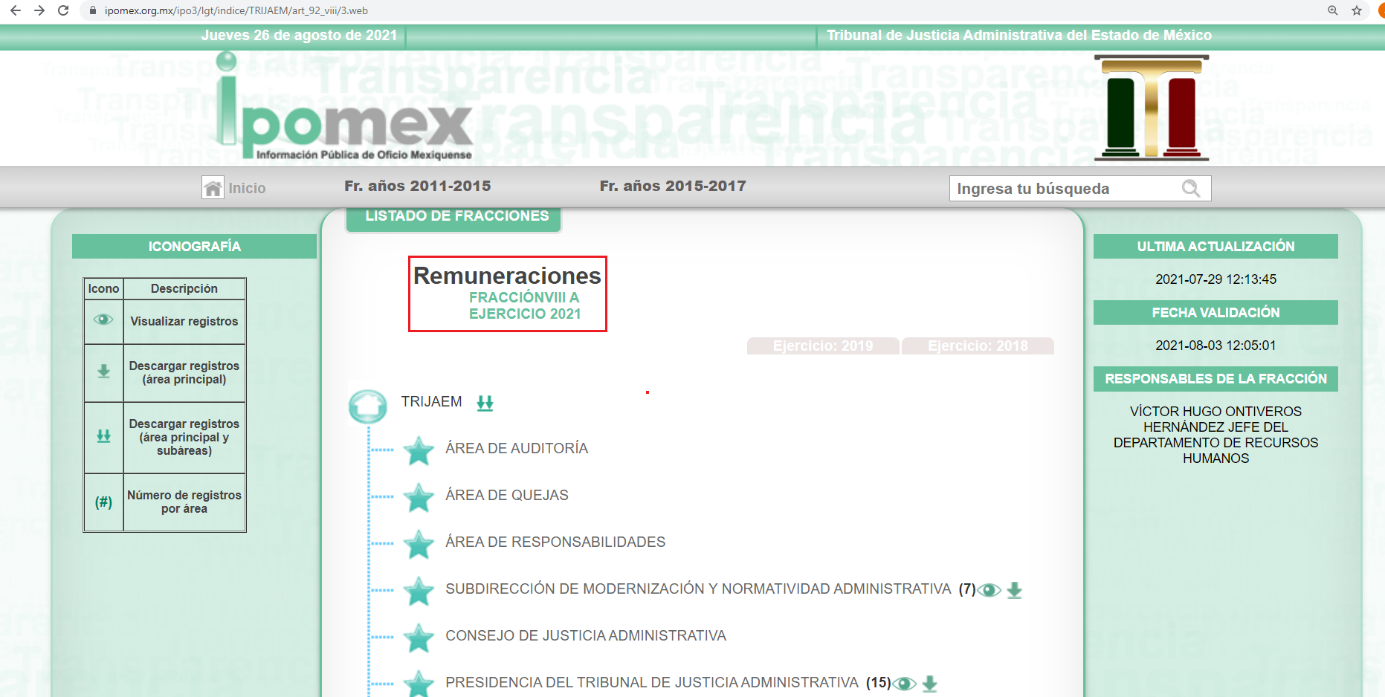 ipomex.org.mx/ipo3/lgt/indice/TRIJAEM/art_92_viii/3.web
Jueves 26 de agosto de 2021
Tribunal de Justicia Administrativa del Estado de México
ipomex
Información Pública de Oficio Mexiquense
Transparencia
Transparencia
Inicio
Fr. años 2011-2015
Fr. años 2015-2017
Ingresa tu búsqueda
ICONOGRAFÍA
Icono Descripción
Visualizar registros
Descargar registros
(área principal)
Descargar registros
(área principal y
subáreas)
(#) Número de registros
por área
LISTADO DE FRACCIONES
Remuneraciones
FRACCIÓNVIII A
EJERCICIO 2021
Ejercicio: 2019
Ejercicio: 2018
TRIJAEM
ÁREA DE AUDITORÍA
ÁREA DE QUEJAS
ÁREA DE RESPONSABILIDADES
SUBDIRECCIÓN DE MODERNIZACIÓN Y NORMATIVIDAD ADMINISTRATIVA (7)
CONSEJO DE JUSTICIA ADMINISTRATIVA
PRESIDENCIA DEL TRIBUNAL DE JUSTICIA ADMINISTRATIVA (15)
ULTIMA ACTUALIZACIÓN
2021-07-29 12:13:45
FECHA VALIDACIÓN
2021-08-03 12:05:01
RESPONSABLES DE LA FRACCIÓN
VÍCTOR HUGO ONTIVEROS
HERNÁNDEZ JEFE DEL
DEPARTAMENTO DE RECURSOS
HUMANOS